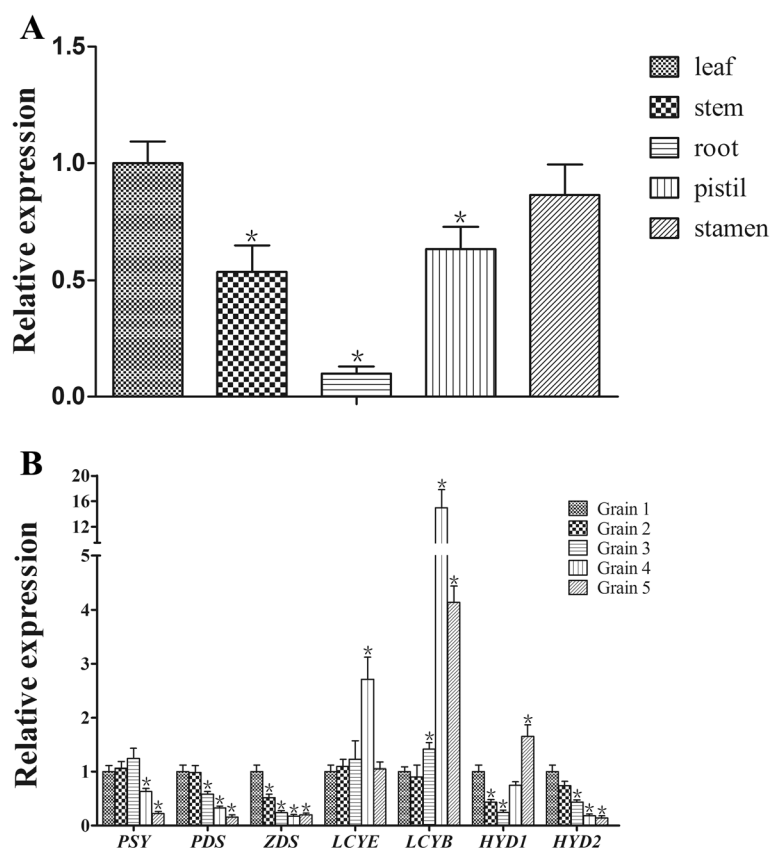 A
Relative expression
1.5
1.0
0.5
0.0
*
*
*
leaf
stem
root
pistil
stamen
B
Relative expression
20
16
12
5
4
3
2
1
0
* * * * * * * * * * * * * * * * * * * *
Grain 1
Grain 2
Grain 3
Grain 4
Grain 5
PSY PDS ZDS LCYE LCYB HYD1 HYD2